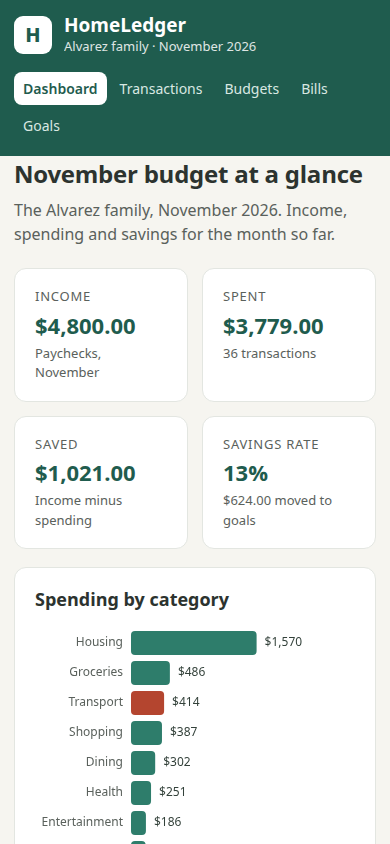 H
HomeLedger
Alvarez family · November 2026
Dashboard
Transactions
Budgets
Bills
Goals
November budget at a glance
The Alvarez family, November 2026. Income,
spending and savings for the month so far.
INCOME
$4,800.00
Paychecks,
November
SPENT
$3,779.00
36 transactions
SAVED
$1,021.00
Income minus
spending
SAVINGS RATE
13%
$624.00 moved to
goals
Spending by category
Housing $1,570
Groceries $486
Transport $414
Shopping $387
Dining $302
Health $251
Entertainment $186